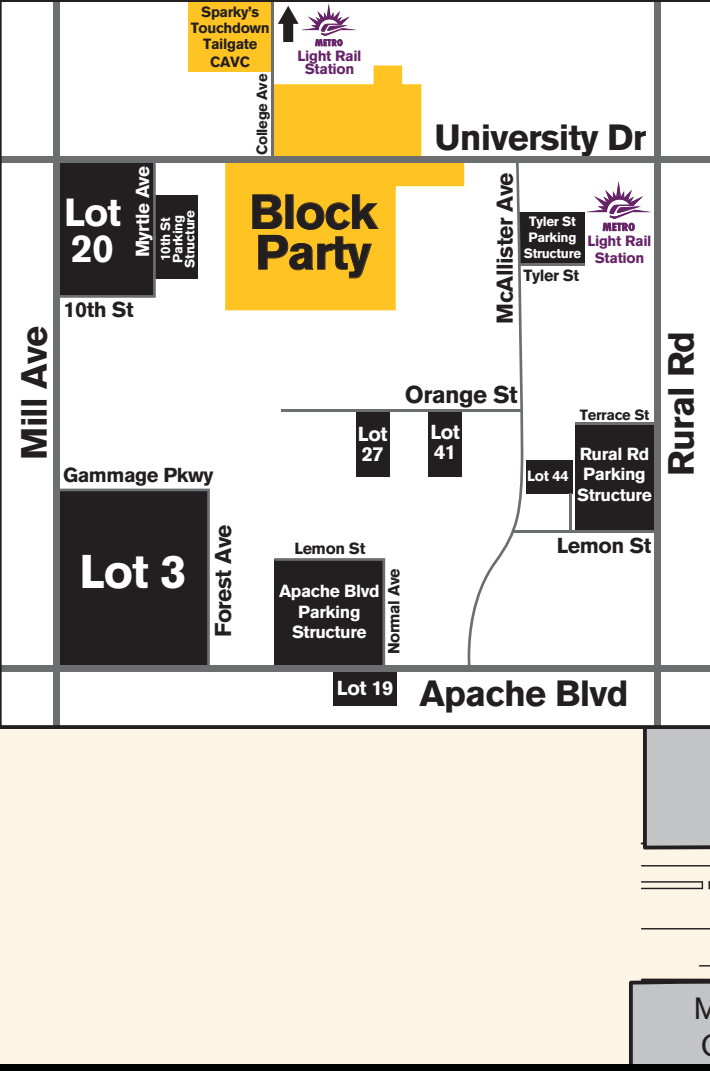 Sparky's
Touchdown
Tailgate
CAVC
METRO
Light Rail
Station
College Ave
University Dr
Lot
20
Myrtle Ave
10th St
Parking
Structure
Block
Party
McAllister Ave
Tyler St
Parking
Structure
METRO
Light Rail
Station
Tyler St
10th St
Mill Ave
Rural Rd
Orange St
Lot
27
Lot
41
Terrace St
Rural Rd
Parking
Structure
Lot 44
Gammage Pkwy
Lot 3
Forest Ave
Lemon St
Lemon St
Apache Blvd
Parking
Structure
Normal Ave
Lot 19
Apache Blvd